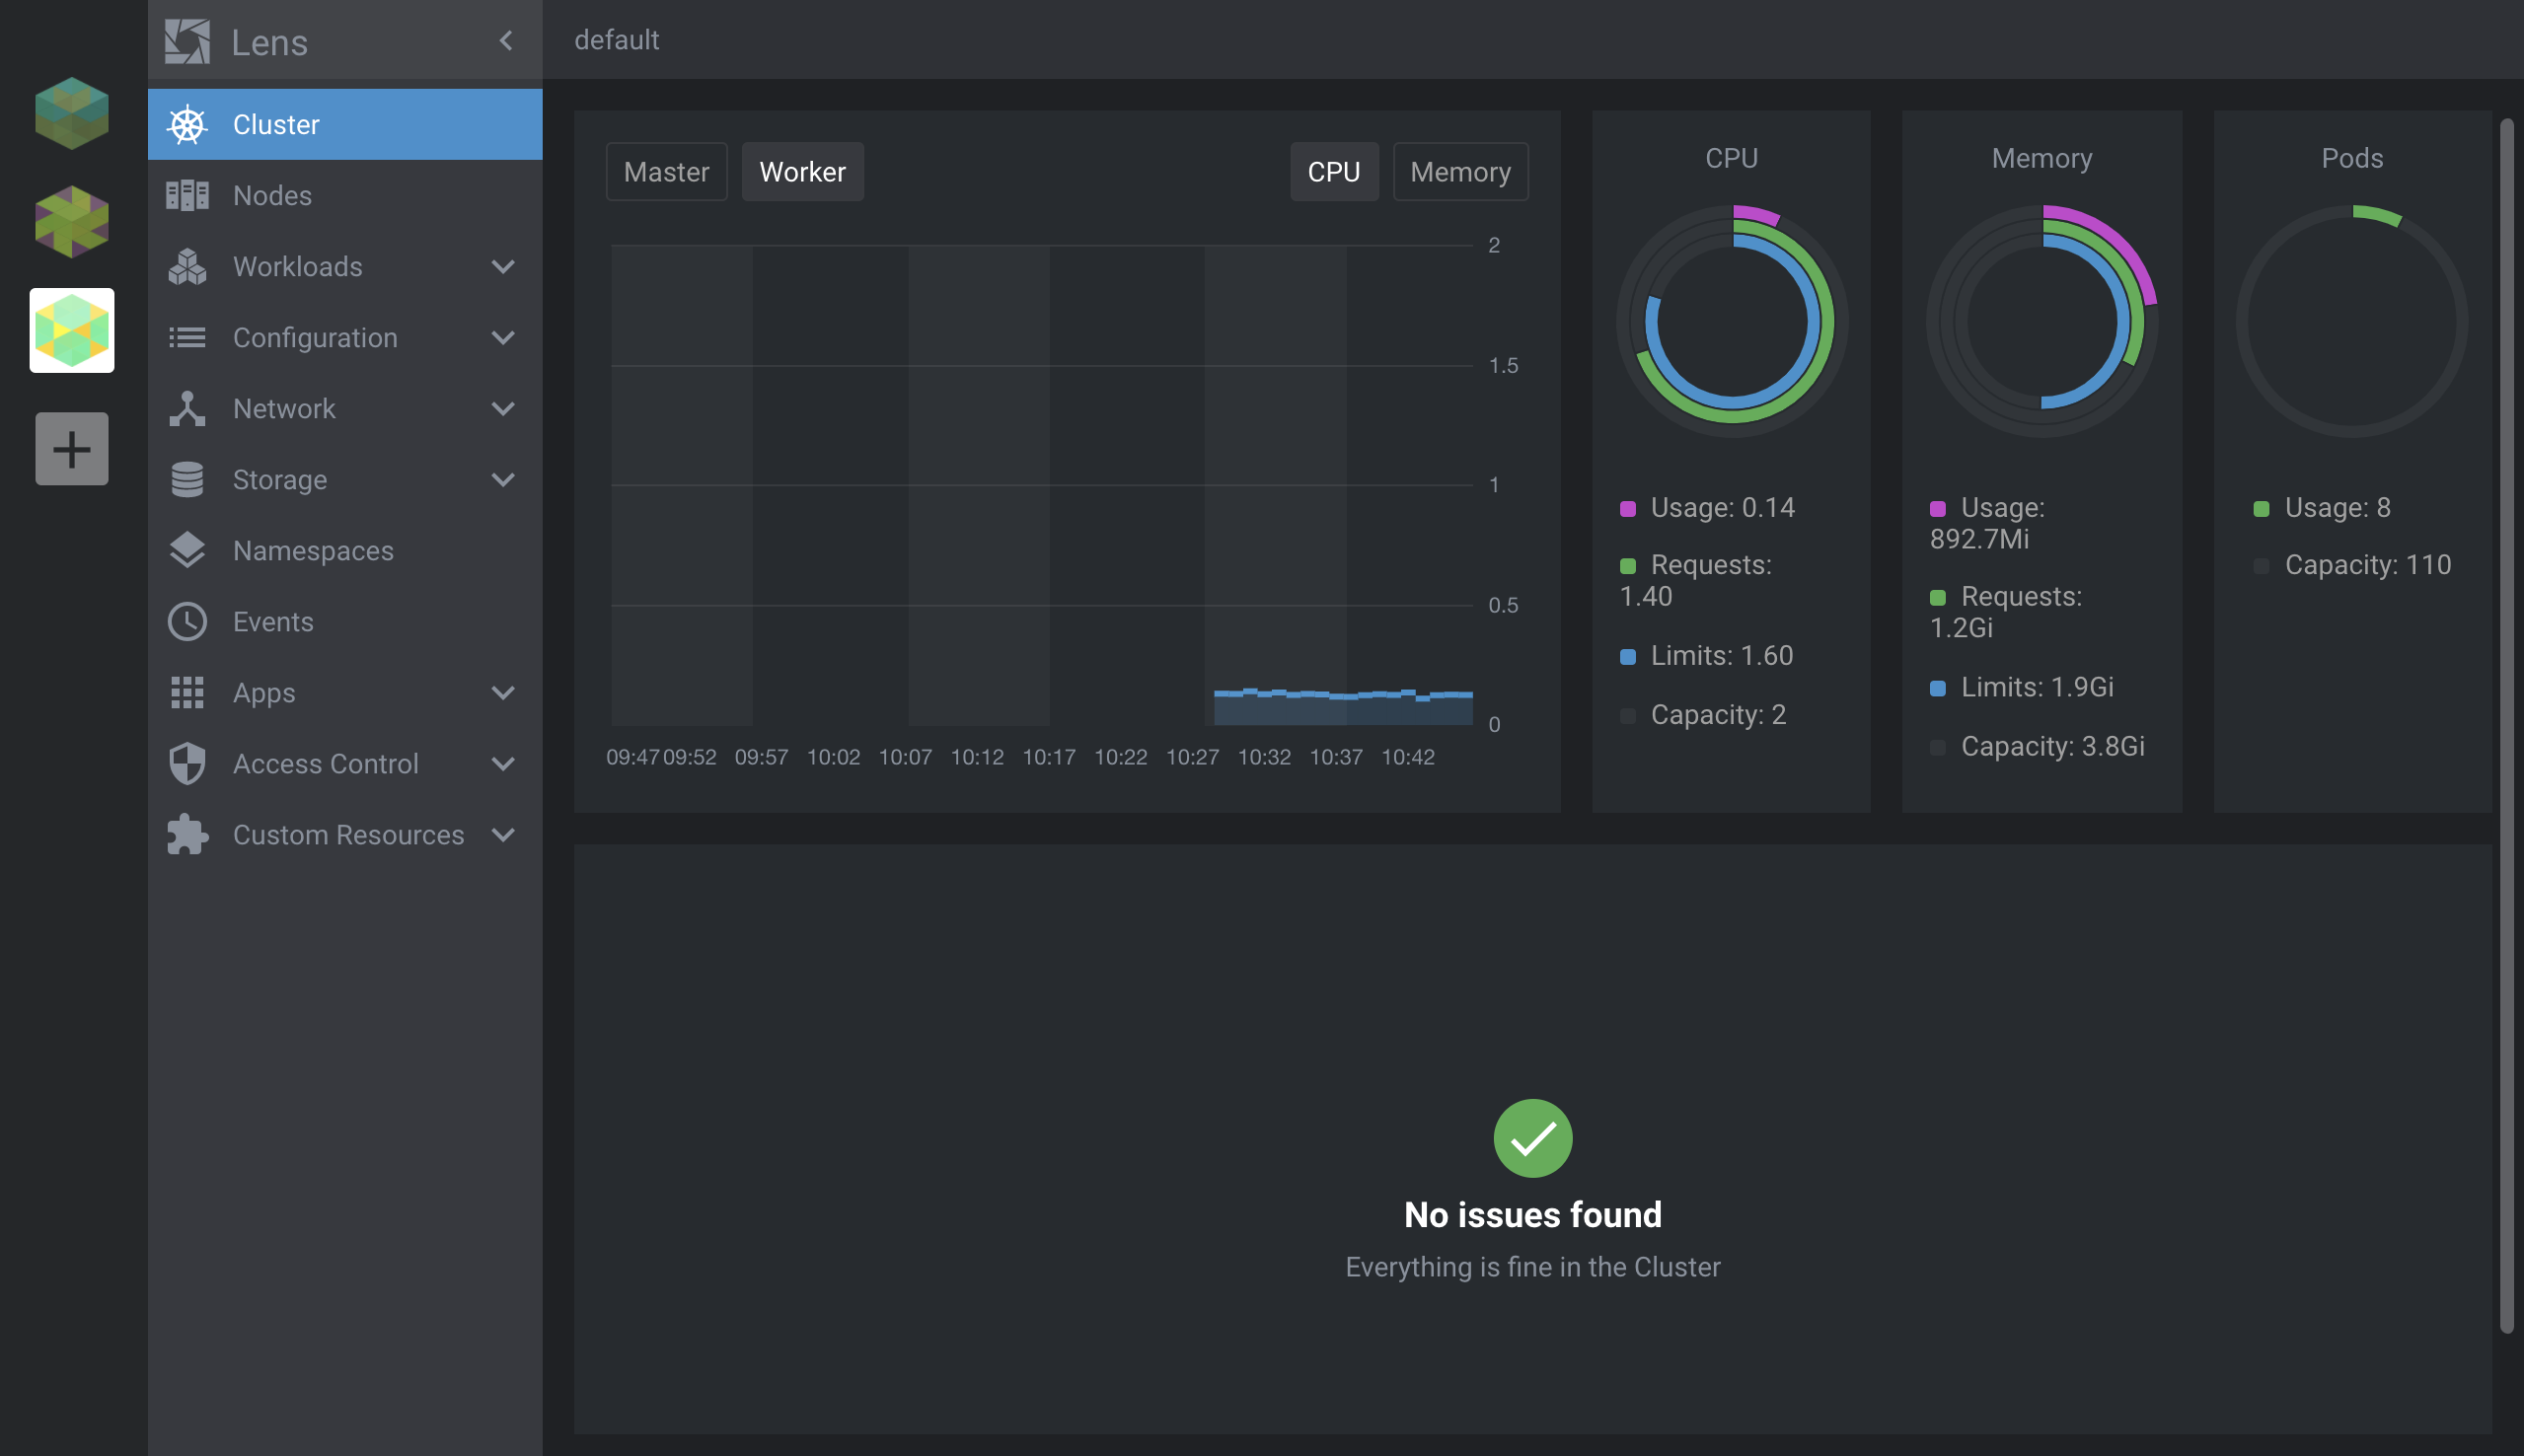 Lens
default
Cluster
Nodes
Workloads
Configuration
Network
Storage
Namespaces
Events
Apps
Access Control
Custom Resources
Master
Worker
CPU
Memory
2
1.5
1
0.5
0
09:47 09:52 09:57 10:02 10:07 10:12 10:17 10:22 10:27 10:32 10:37 10:42
CPU
Usage: 0.14
Requests:
1.40
Limits: 1.60
Capacity: 2
Memory
Usage:
892.7Mi
Requests:
1.2Gi
Limits: 1.9Gi
Capacity: 3.8Gi
Pods
Usage: 8
Capacity: 110
No issues found
Everything is fine in the Cluster